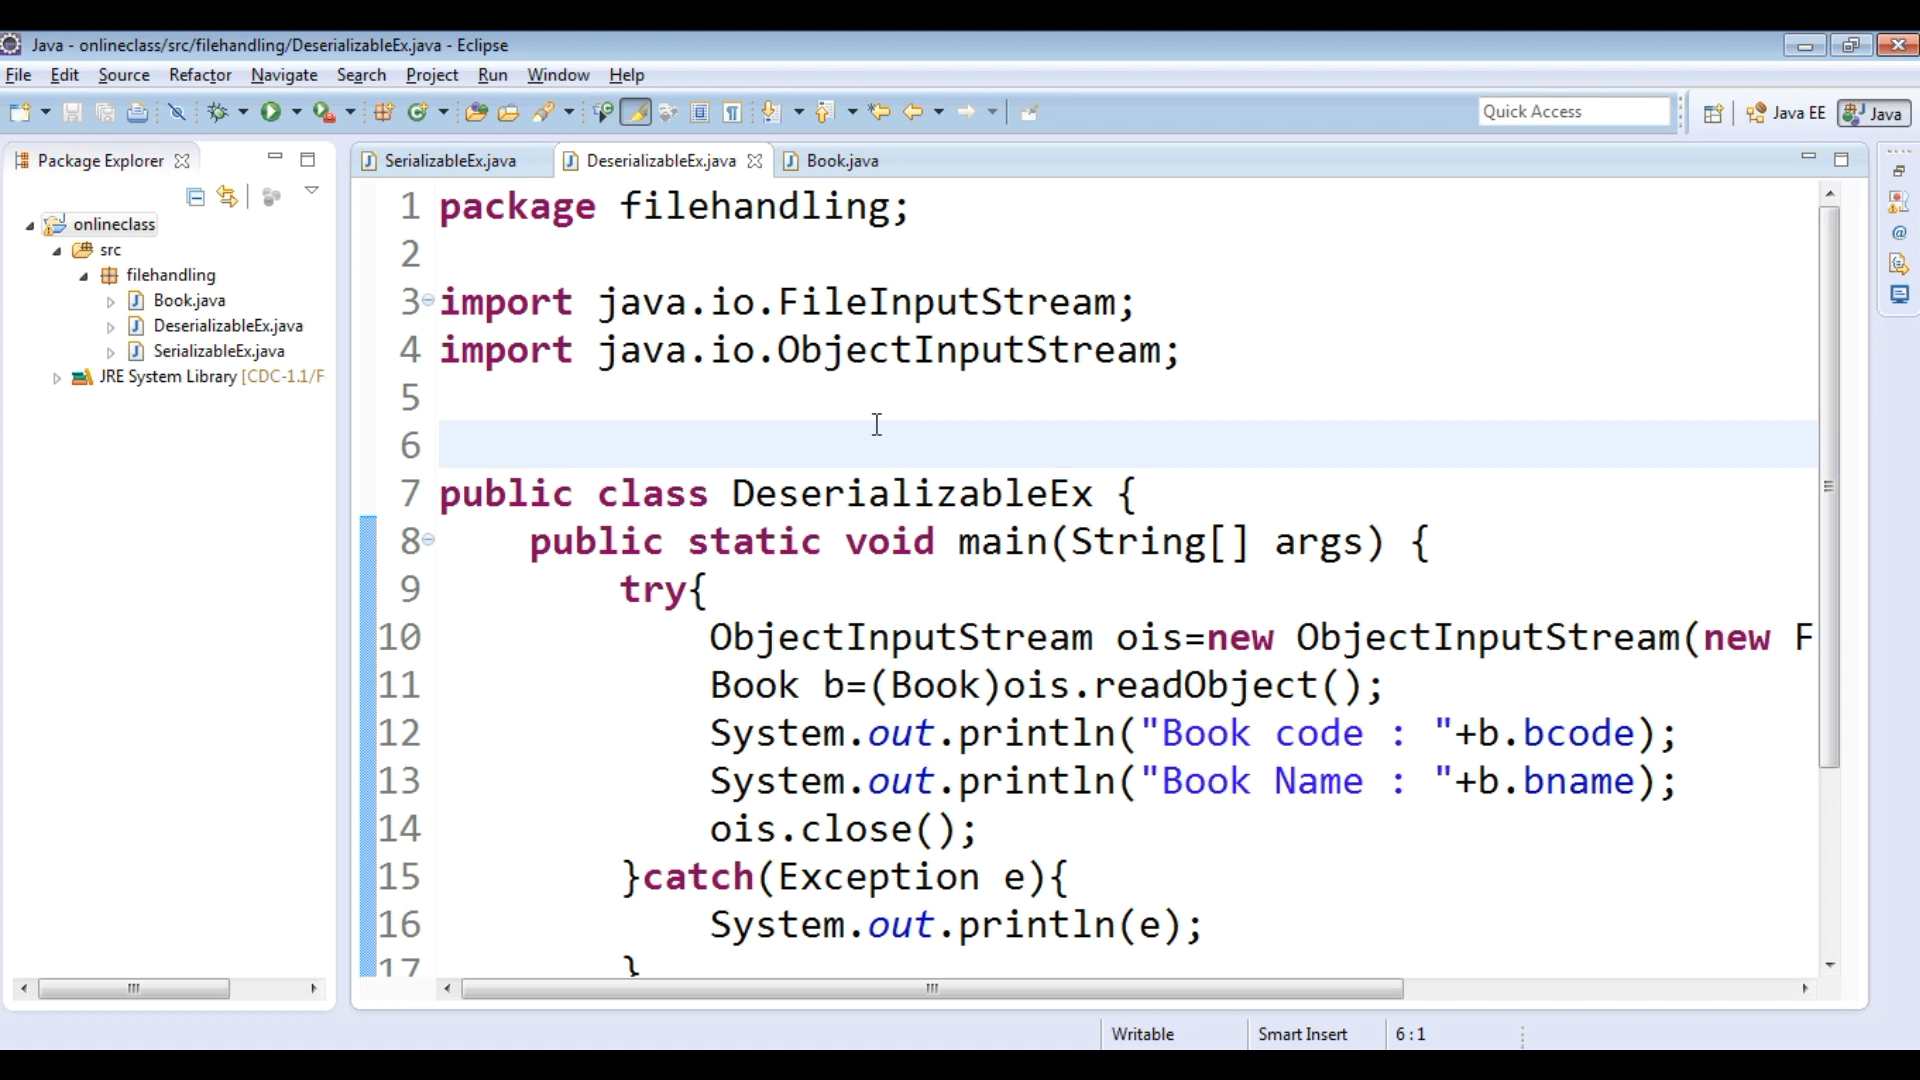 Java - onlineclass/src/filehandling/DeserializableEx.java - Eclipse
File Edit Source Refactor Navigate Search Project Run Window Help
Quick Access
Java EE
Java
Package Explorer
onlineclass
src
filehandling
Book.java
DeserializableEx.java
SerializableEx.java
JRE System Library [CDC-1.1/F
SerializableEx.java
DeserializableEx.java
Book.java
1 package filehandling;
2
3 import java.io.FileInputStream;
4 import java.io.ObjectInputStream;
5
6
7 public class DeserializableEx {
8 public static void main(String[] args) {
9 try{
10 ObjectInputStream ois=new ObjectInputStream(new F
11 Book b=(Book)ois.readObject();
12 System.out.println("Book code : "+b.bcode);
13 System.out.println("Book Name : "+b.bname);
14 ois.close();
15 }catch(Exception e){
16 System.out.println(e);
17 }
Writable
Smart Insert
6 : 1